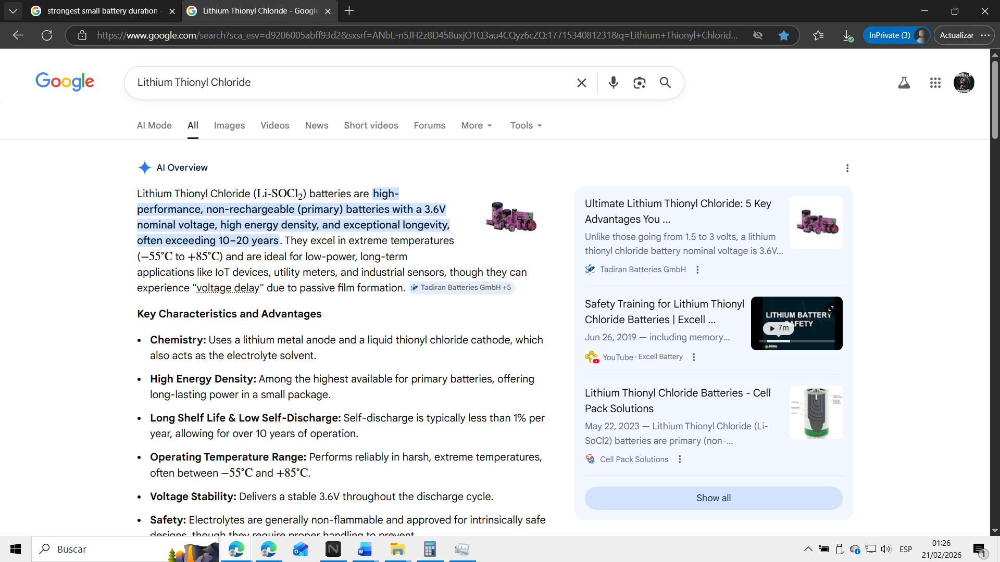 strongest small battery duration -
Lithium Thionyl Chloride - Google
https://www.google.com/search?sca_esv=d9206005abff93d2&sxsrf=ANbL-n5JH2z8D458uxjO1Q3au4CQyz6cZQ:1771534081231&q=Lithium+Thionyl+Chlorid...
InPrivate (3)
Actualizar
Google
Lithium Thionyl Chloride
AI Mode
All
Images
Videos
News
Short videos
Forums
More
Tools
AI Overview
Lithium Thionyl Chloride (Li-SOCl₂) batteries are high-
performance, non-rechargeable (primary) batteries with a 3.6V
nominal voltage, high energy density, and exceptional longevity,
often exceeding 10–20 years. They excel in extreme temperatures
(−55°C to +85°C) and are ideal for low-power, long-term
applications like IoT devices, utility meters, and industrial sensors, though they can
experience "voltage delay" due to passive film formation. Tadiran Batteries GmbH +5
Key Characteristics and Advantages
• Chemistry: Uses a lithium metal anode and a liquid thionyl chloride cathode, which
also acts as the electrolyte solvent.
• High Energy Density: Among the highest available for primary batteries, offering
long-lasting power in a small package.
• Long Shelf Life & Low Self-Discharge: Self-discharge is typically less than 1% per
year, allowing for over 10 years of operation.
• Operating Temperature Range: Performs reliably in harsh, extreme temperatures,
often between −55°C and +85°C.
• Voltage Stability: Delivers a stable 3.6V throughout the discharge cycle.
• Safety: Electrolytes are generally non-flammable and approved for intrinsically safe
designs, though they require proper handling to prevent
Ultimate Lithium Thionyl Chloride: 5 Key
Advantages You ...
Unlike those going from 1.5 to 3 volts, a lithium
thionyl chloride battery nominal voltage is 3.6V...
Tadiran Batteries GmbH
Safety Training for Lithium Thionyl
Chloride Batteries | Excell ...
Jun 26, 2019 — including memory...
YouTube · Excell Battery
LITHIUM BATTERY
SAFETY
7m
Lithium Thionyl Chloride Batteries - Cell
Pack Solutions
May 22, 2023 — Lithium Thionyl Chloride (Li-
SoCl2) batteries are primary (non-...
Cell Pack Solutions
Show all
Buscar
ESP
01:26
21/02/2026
1